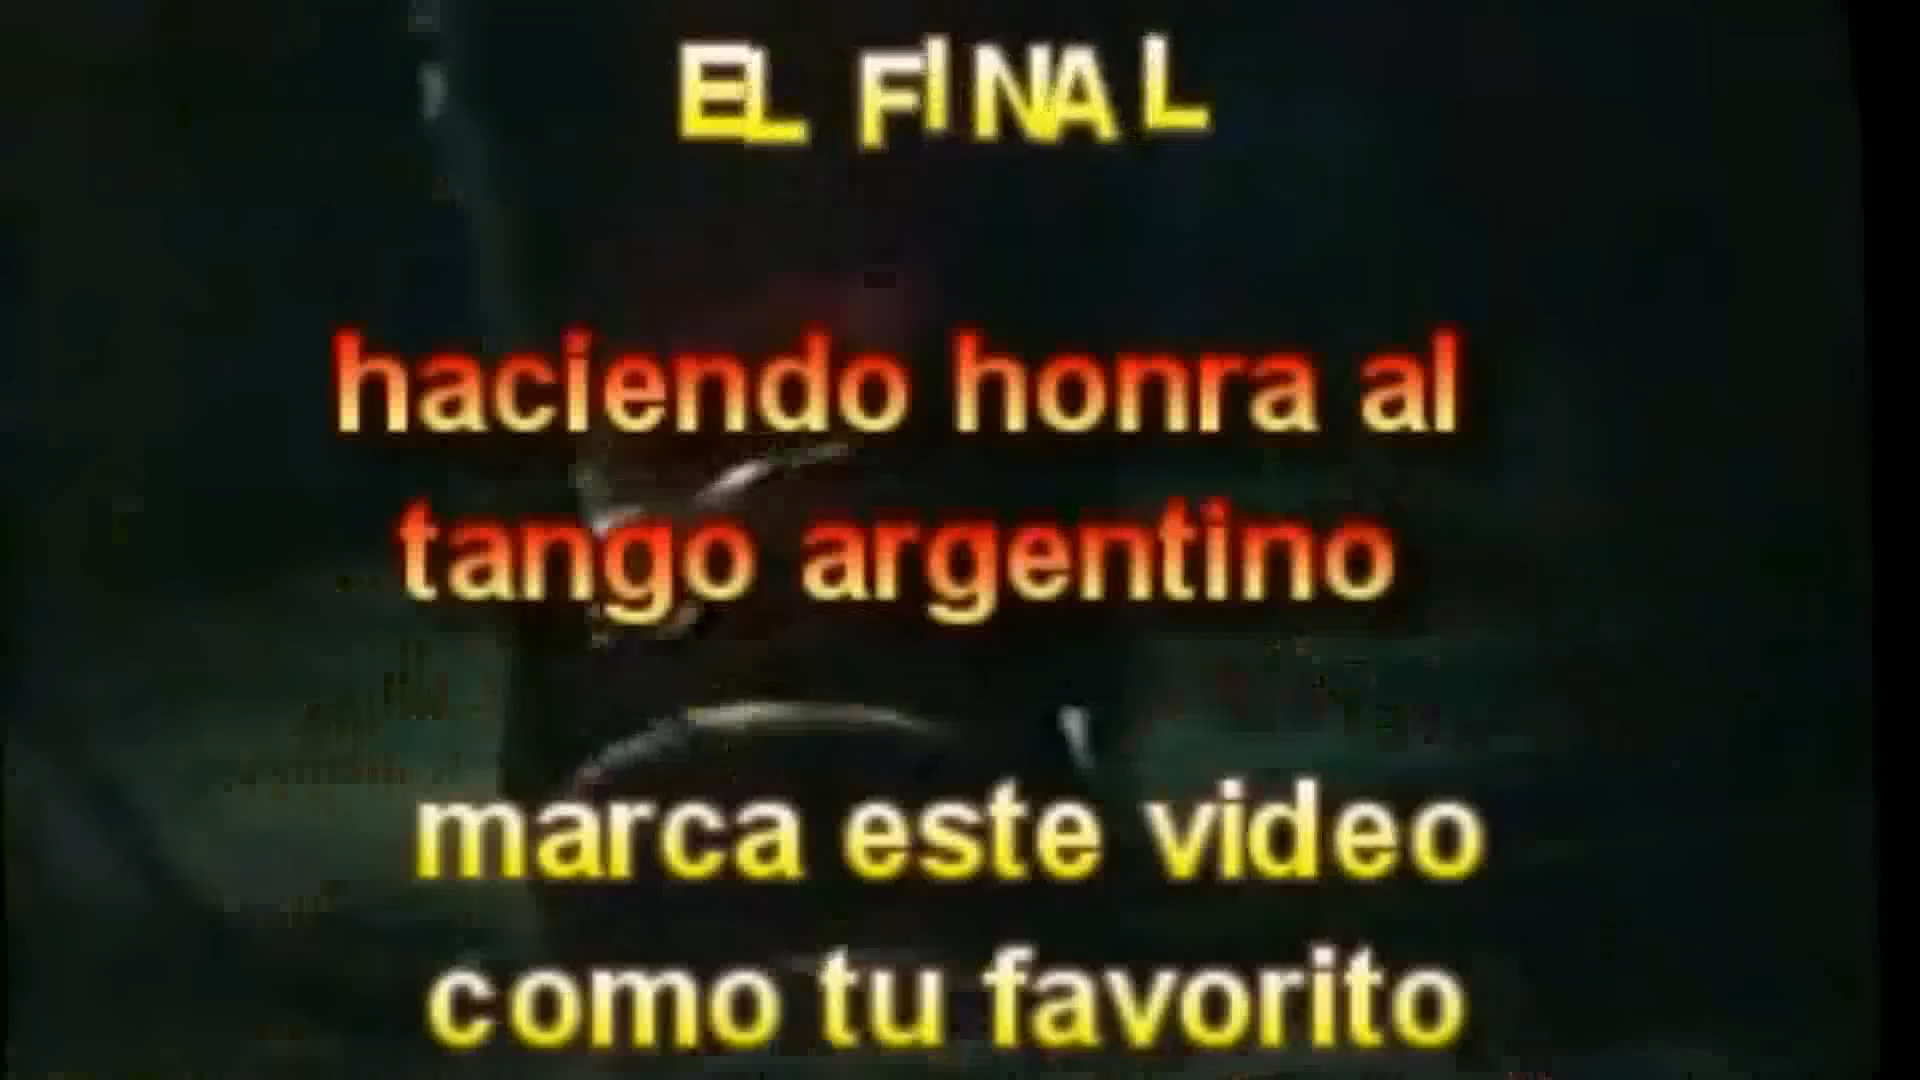 EL FINAL
haciendo honra al
tango argentino
marca este video
como tu favorito